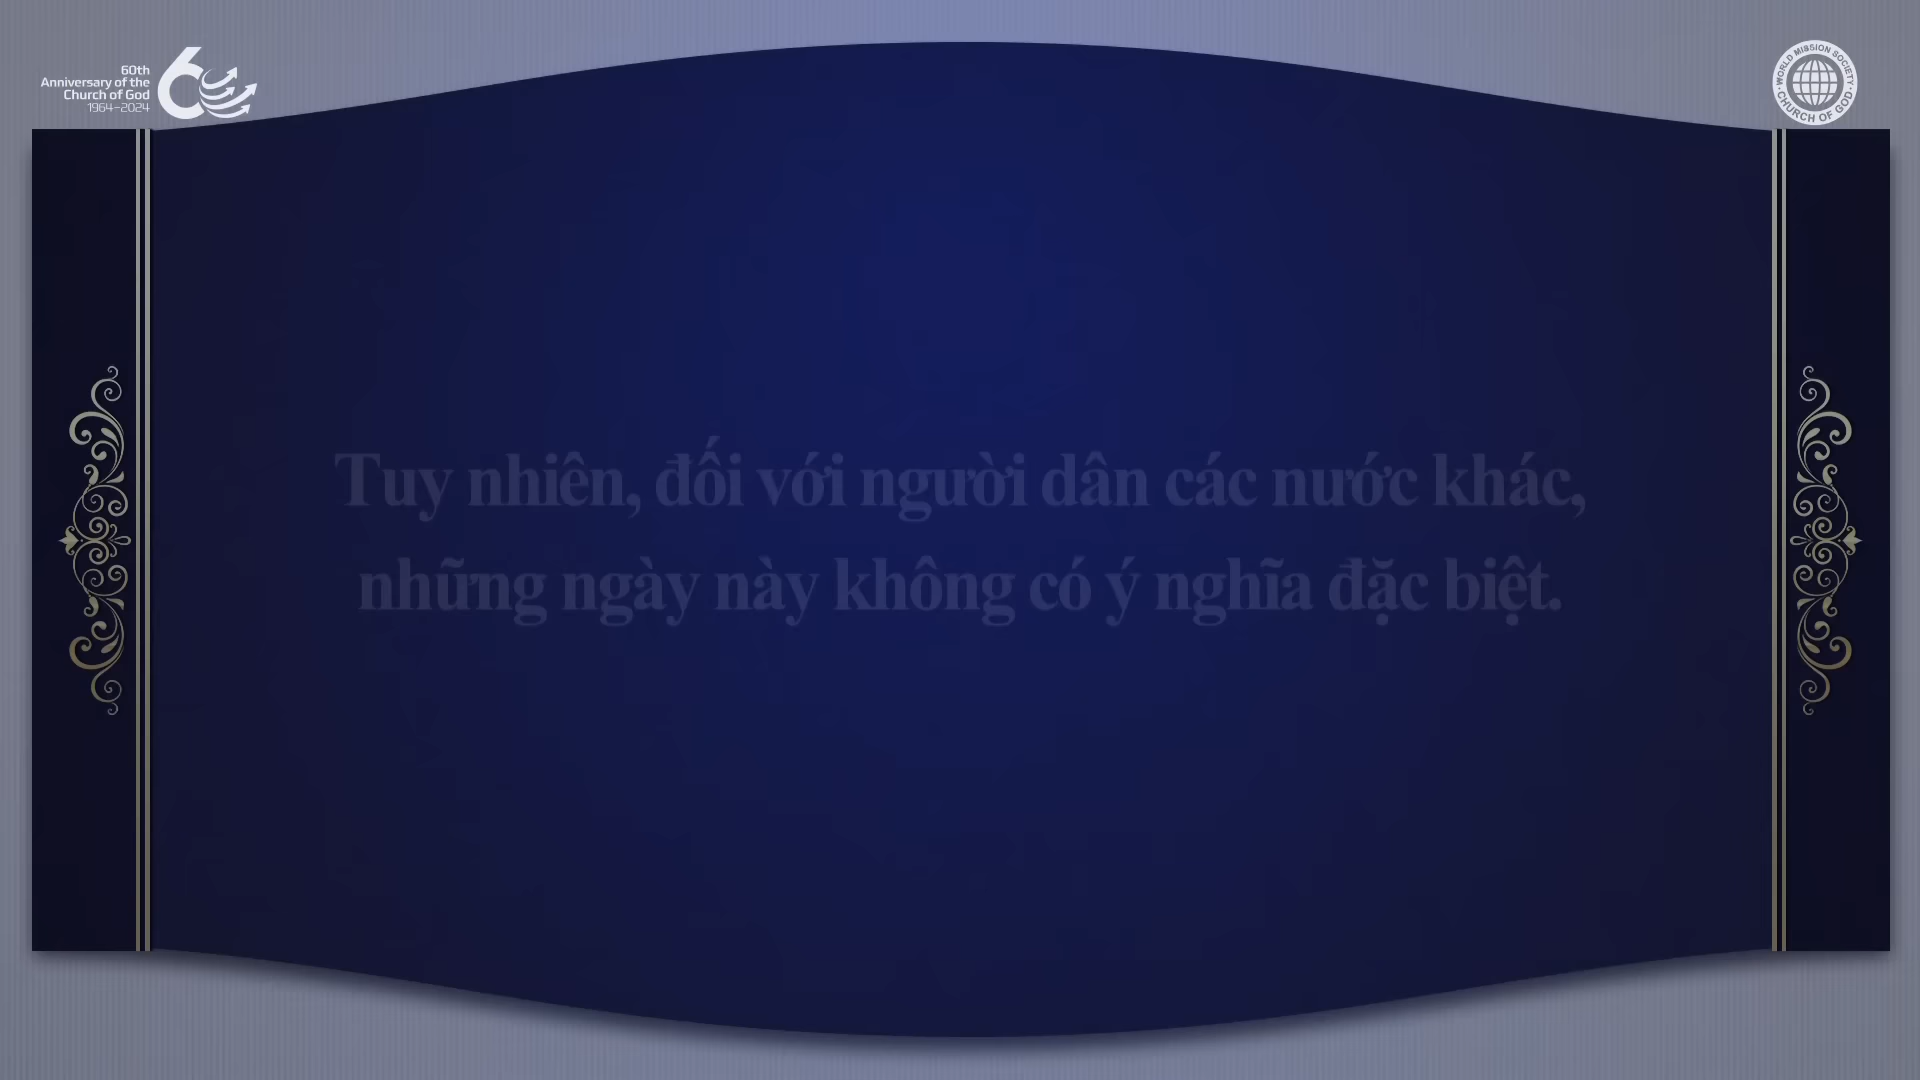 60th
Anniversary of the
Church of God
1964–2024
WORLD MISSION SOCIETY
CHURCH OF GOD
Tuy nhiên, đối với người dân các nước khác,
những ngày này không có ý nghĩa đặc biệt.